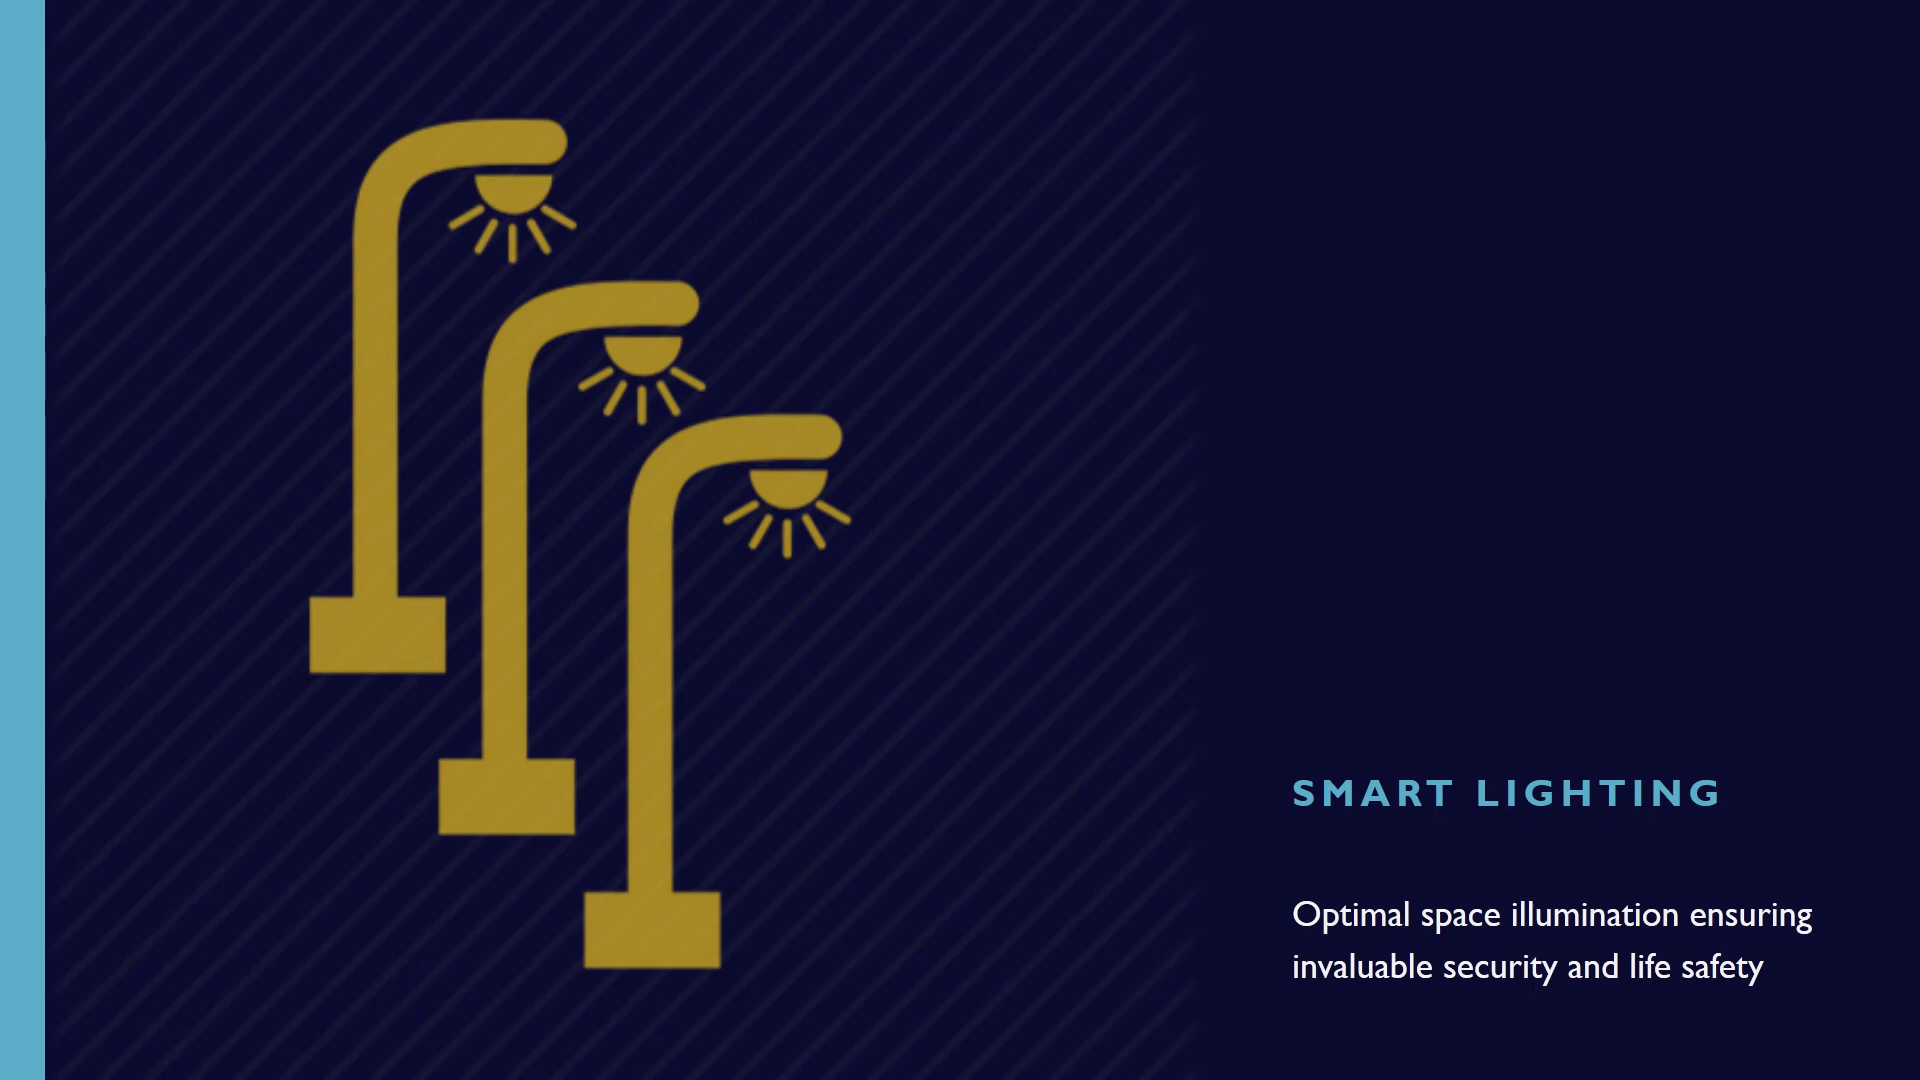 SMART LIGHTING
Optimal space illumination ensuring
invaluable security and life safety